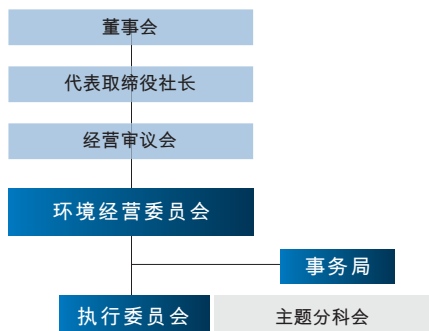 董事会
代表取缔役社长
经营审议会
环境经营委员会
事务局
执行委员会
主题分科会